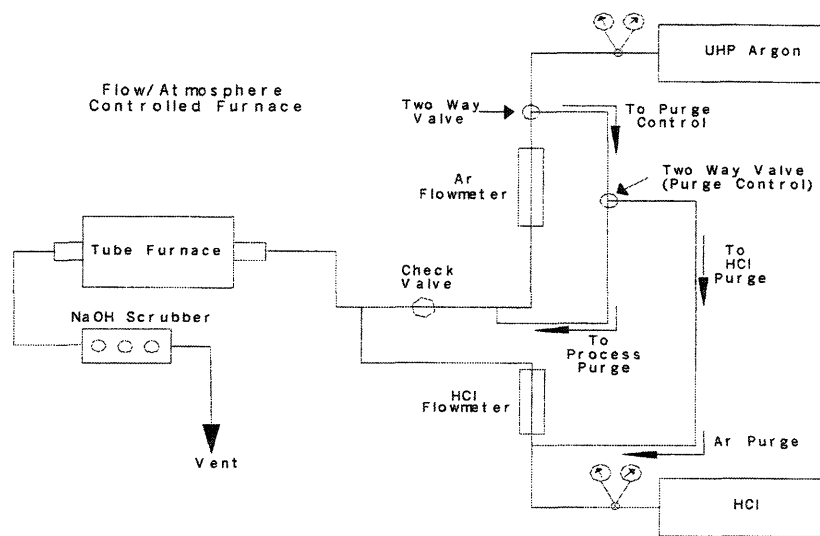 UHP Argon
Flow/Atmosphere
Controlled Furnace
Two Way
Valve
To Purge
Control
Ar
Flowmeter
Two Way Valve
(Purge Control)
Tube Furnace
Check
Valve
To
HCl
Purge
NaOH Scrubber
To
Process
Purge
HCl
Flowmeter
Vent
Ar Purge
HCl